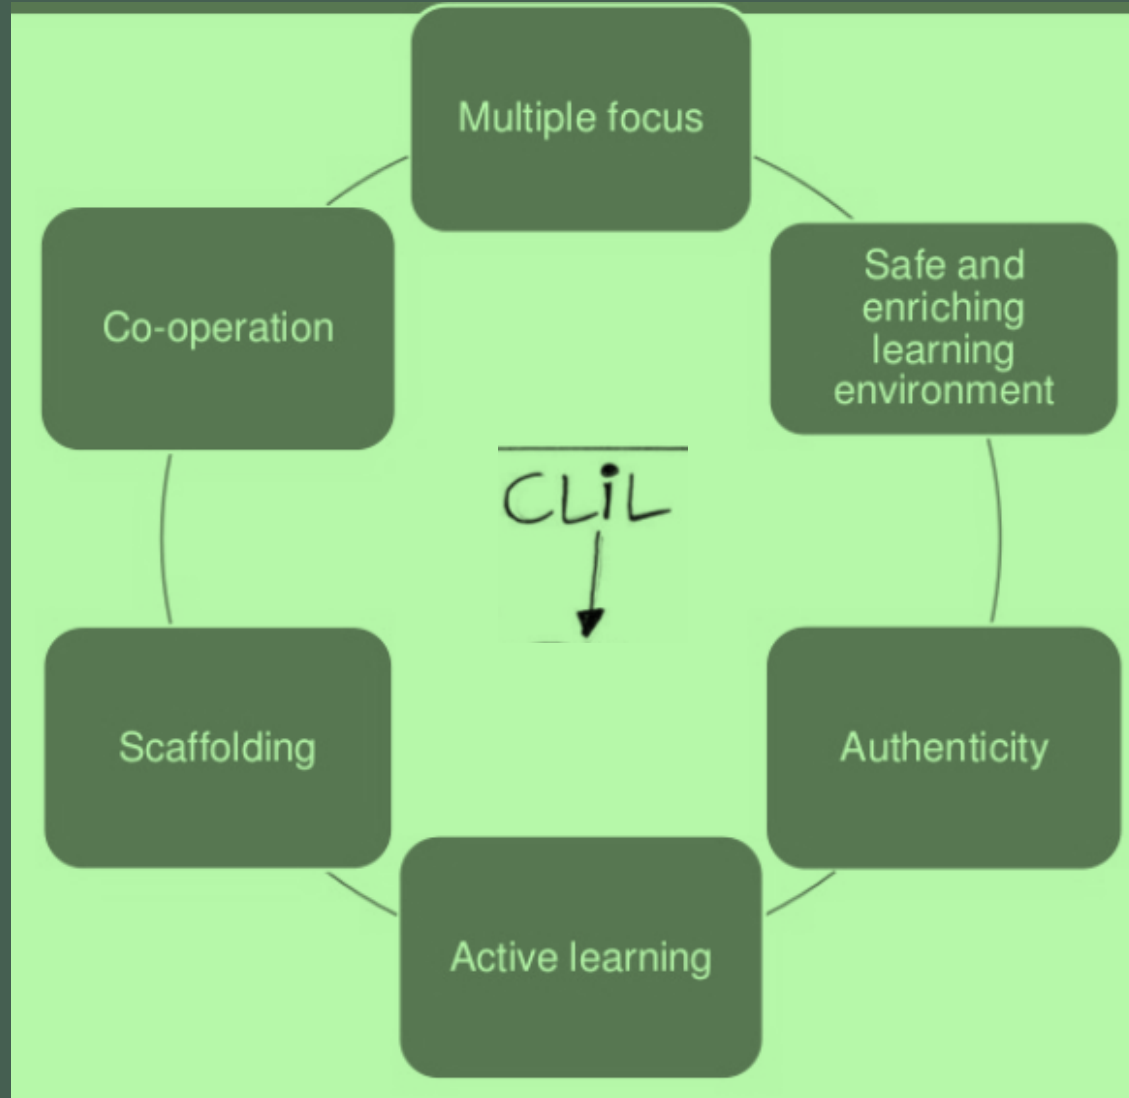 Multiple focus
Safe and
enriching
learning
environment
Co-operation
CLiL
Scaffolding
Authenticity
Active learning